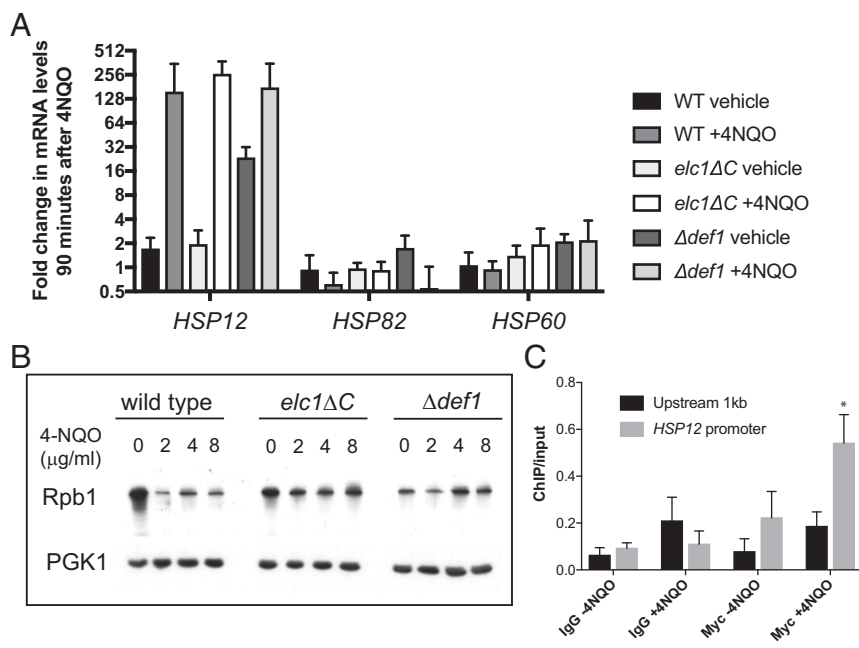 A
Fold change in mRNA levels
90 minutes after 4NQO
512
256
128
64
32
16
8
4
2
1
0.5
HSP12 HSP82 HSP60
WT vehicle
WT +4NQO
elc1ΔC vehicle
elc1ΔC +4NQO
Δdef1 vehicle
Δdef1 +4NQO
B
wild type elc1ΔC Δdef1
4-NQO
(μg/ml)
0 2 4 8 0 2 4 8 0 2 4 8
Rpb1
PGK1
C
ChIP/input
0.8
0.6
0.4
0.2
0.0
Upstream 1kb
HSP12 promoter
*
IgG -4NQO
IgG +4NQO
Myc -4NQO
Myc +4NQO